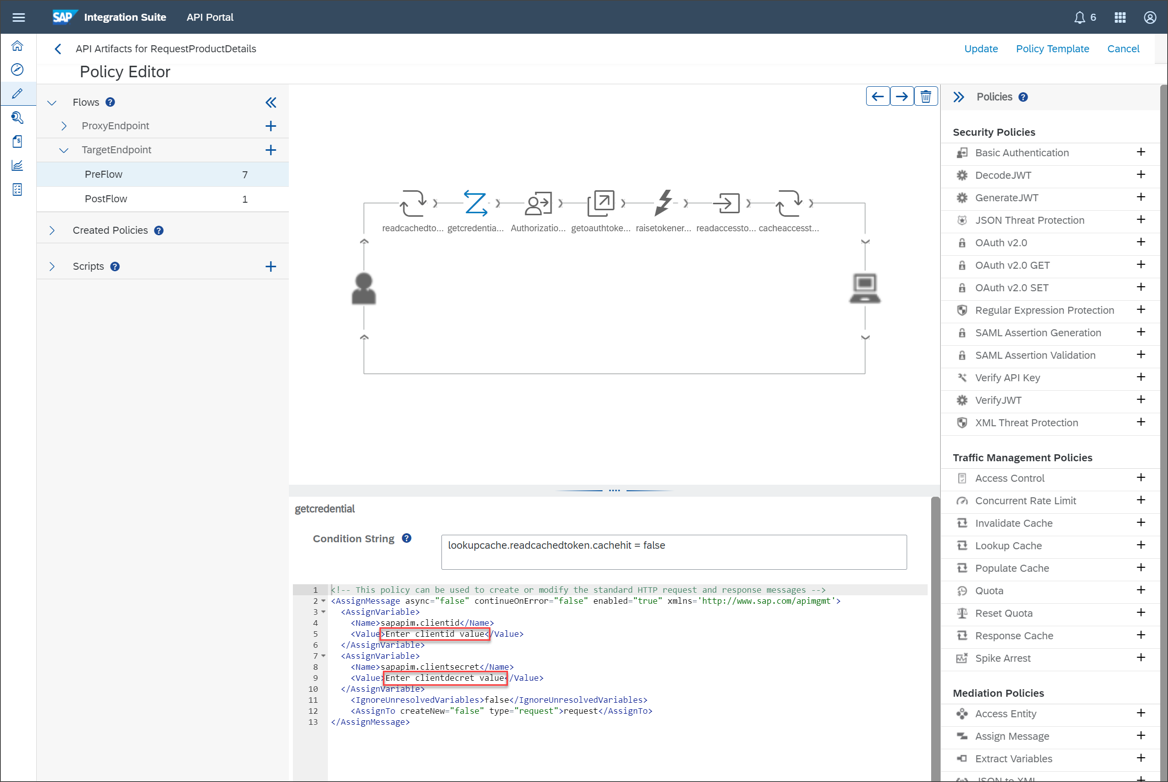 SAP Integration Suite API Portal 6
API Artifacts for RequestProductDetails
Update Policy Template Cancel
Policy Editor
Flows
ProxyEndpoint
TargetEndpoint
PreFlow 7
PostFlow 1
Created Policies
Scripts
readcachedto... getcredentia... Authorizatio... getoauthtoke... raisetokener... readaccessto... cacheaccesst...
getcredential
Condition String
lookupcache.readcachedtoken.cachehit = false
1 <!-- This policy can be used to create or modify the standard HTTP request and response messages -->
2 <AssignMessage async="false" continueOnError="false" enabled="true" xmlns='http://www.sap.com/apimgmt'>
3 <AssignVariable>
4 <Name>sapapim.clientid</Name>
5 <Value>Enter clientid value</Value>
6 </AssignVariable>
7 <AssignVariable>
8 <Name>sapapim.clientsecret</Name>
9 <Value>Enter clientdecret value</Value>
10 </AssignVariable>
11 <IgnoreUnresolvedVariables>false</IgnoreUnresolvedVariables>
12 <AssignTo createNew="false" type="request">request</AssignTo>
13 </AssignMessage>
Policies
Security Policies
Basic Authentication
DecodeJWT
GenerateJWT
JSON Threat Protection
OAuth v2.0
OAuth v2.0 GET
OAuth v2.0 SET
Regular Expression Protection
SAML Assertion Generation
SAML Assertion Validation
Verify API Key
VerifyJWT
XML Threat Protection
Traffic Management Policies
Access Control
Concurrent Rate Limit
Invalidate Cache
Lookup Cache
Populate Cache
Quota
Reset Quota
Response Cache
Spike Arrest
Mediation Policies
Access Entity
Assign Message
Extract Variables
JSON to XML